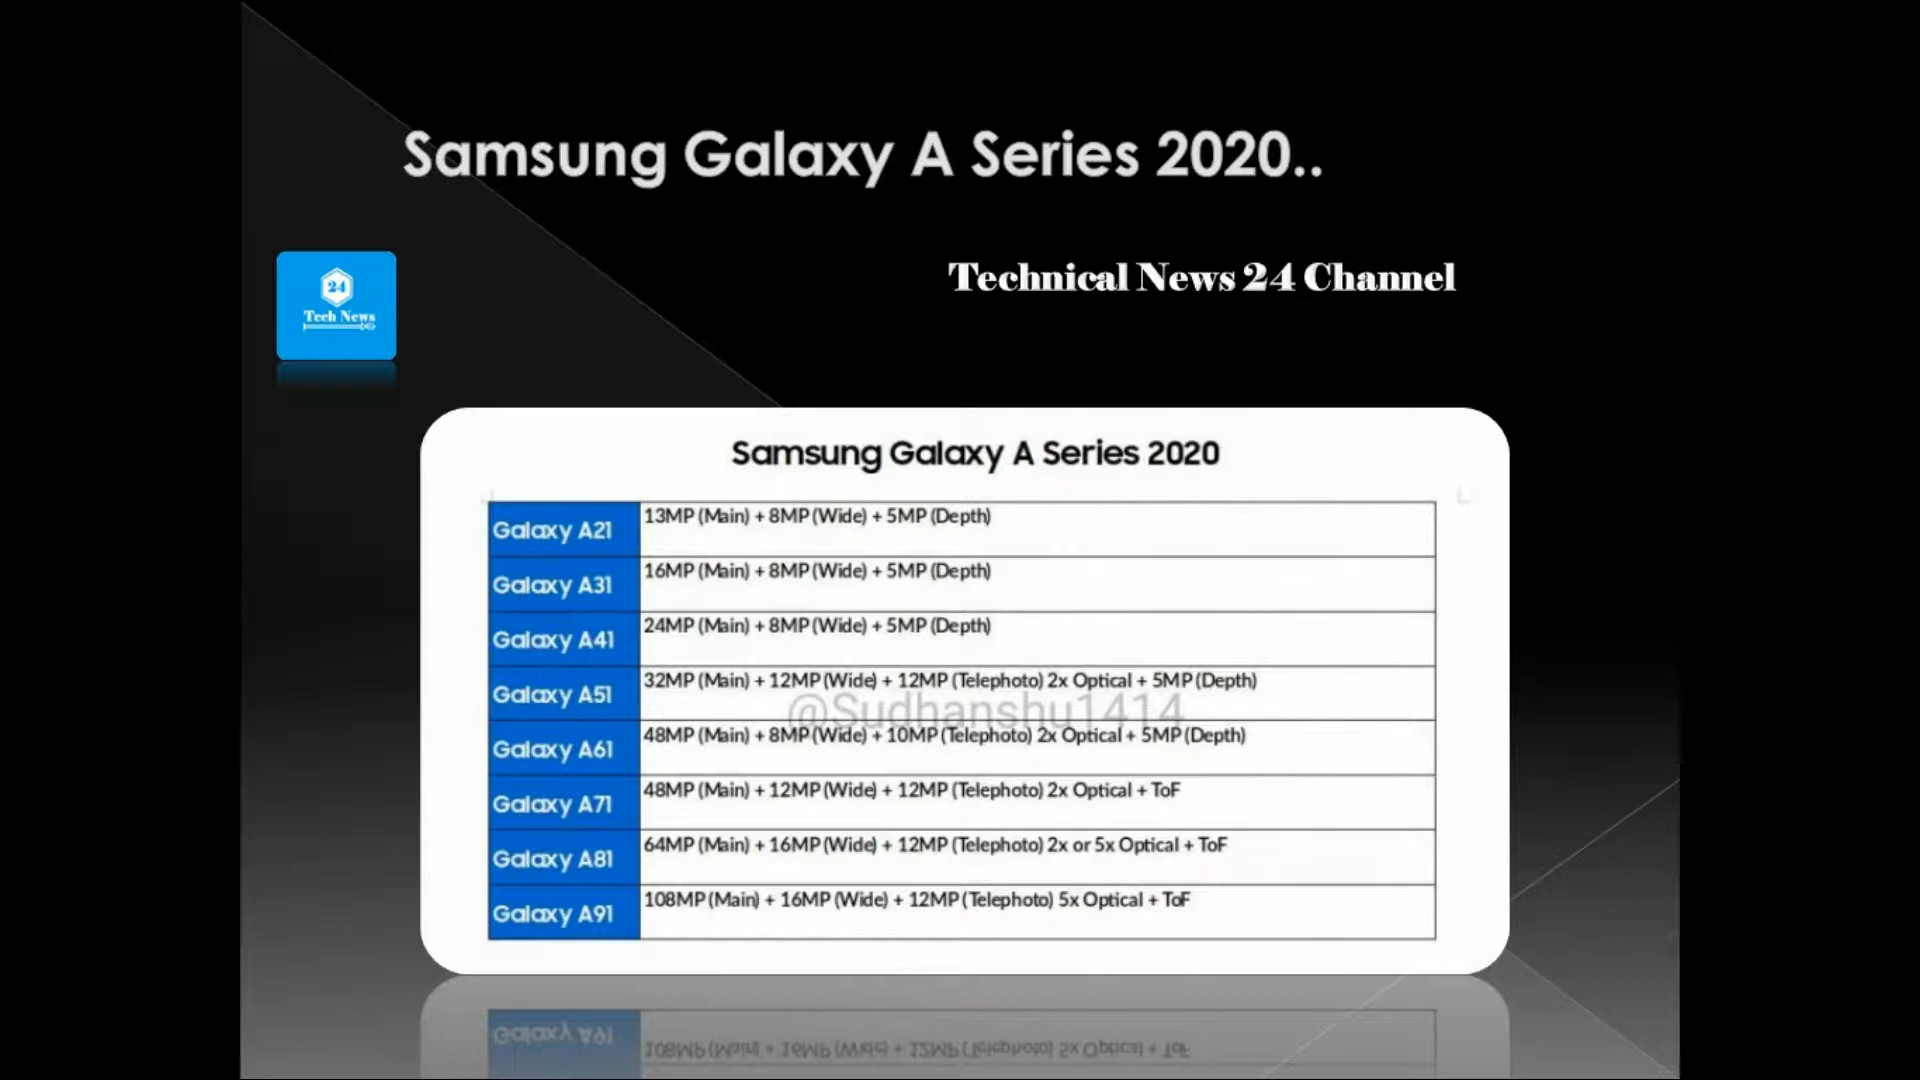 Samsung Galaxy A Series 2020..
Technical News 24 Channel
24
Tech News
Samsung Galaxy A Series 2020
Galaxy A21 13MP (Main) + 8MP (Wide) + 5MP (Depth)
Galaxy A31 16MP (Main) + 8MP (Wide) + 5MP (Depth)
Galaxy A41 24MP (Main) + 8MP (Wide) + 5MP (Depth)
Galaxy A51 32MP (Main) + 12MP (Wide) + 12MP (Telephoto) 2x Optical + 5MP (Depth)
@Sudhanshu1414
Galaxy A61 48MP (Main) + 8MP (Wide) + 10MP (Telephoto) 2x Optical + 5MP (Depth)
Galaxy A71 48MP (Main) + 12MP (Wide) + 12MP (Telephoto) 2x Optical + ToF
Galaxy A81 64MP (Main) + 16MP (Wide) + 12MP (Telephoto) 2x or 5x Optical + ToF
Galaxy A91 108MP (Main) + 16MP (Wide) + 12MP (Telephoto) 5x Optical + ToF